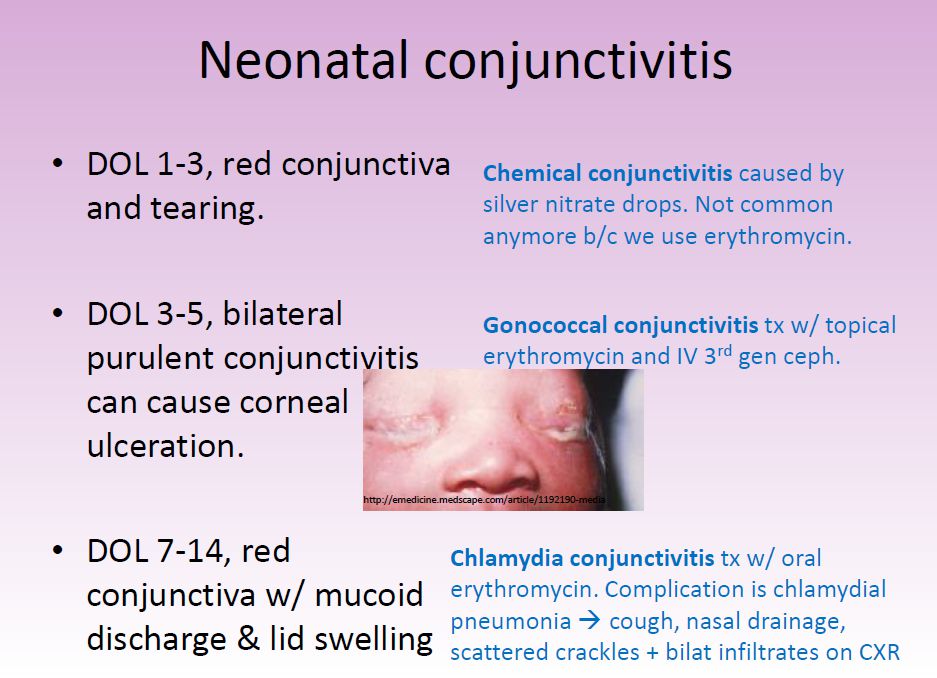 Neonatal conjunctivitis
• DOL 1-3, red conjunctiva
and tearing.
Chemical conjunctivitis caused by
silver nitrate drops. Not common
anymore b/c we use erythromycin.
• DOL 3-5, bilateral
purulent conjunctivitis
can cause corneal
ulceration.
Gonococcal conjunctivitis tx w/ topical
erythromycin and IV 3rd gen ceph.
http://emedicine.medscape.com/article/1192190-media
• DOL 7-14, red
conjunctiva w/ mucoid
discharge & lid swelling
Chlamydia conjunctivitis tx w/ oral
erythromycin. Complication is chlamydial
pneumonia → cough, nasal drainage,
scattered crackles + bilat infiltrates on CXR